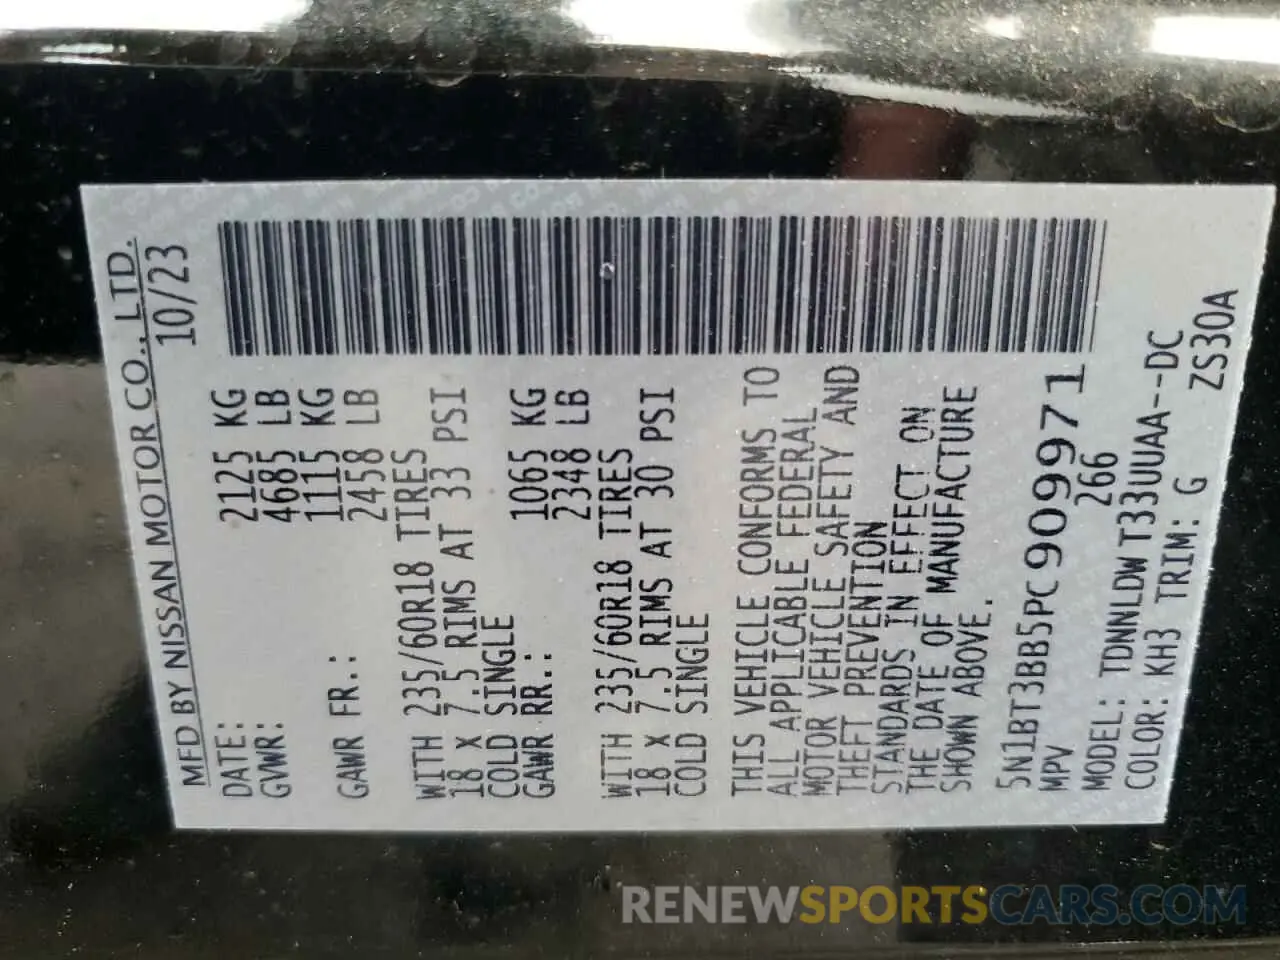 MFD BY NISSAN MOTOR CO., LTD.
DATE: 10/23
GVWR: 2125 KG
4685 LB
GAWR FR.: 1115 KG
2458 LB
WITH 235/60R18 TIRES
18 X 7.5 RIMS AT 33 PSI
COLD SINGLE
GAWR RR.: 1065 KG
2348 LB
WITH 235/60R18 TIRES
18 X 7.5 RIMS AT 30 PSI
COLD SINGLE
THIS VEHICLE CONFORMS TO
ALL APPLICABLE FEDERAL
MOTOR VEHICLE SAFETY AND
THEFT PREVENTION
STANDARDS IN EFFECT ON
THE DATE OF MANUFACTURE
SHOWN ABOVE.
5N1BT3BB5PC909971
MPV 266
MODEL: TDNNLDWT33UUAA--DC
COLOR: KH3 TRIM: G ZS30A
RENEWSPORTSCARS.COM